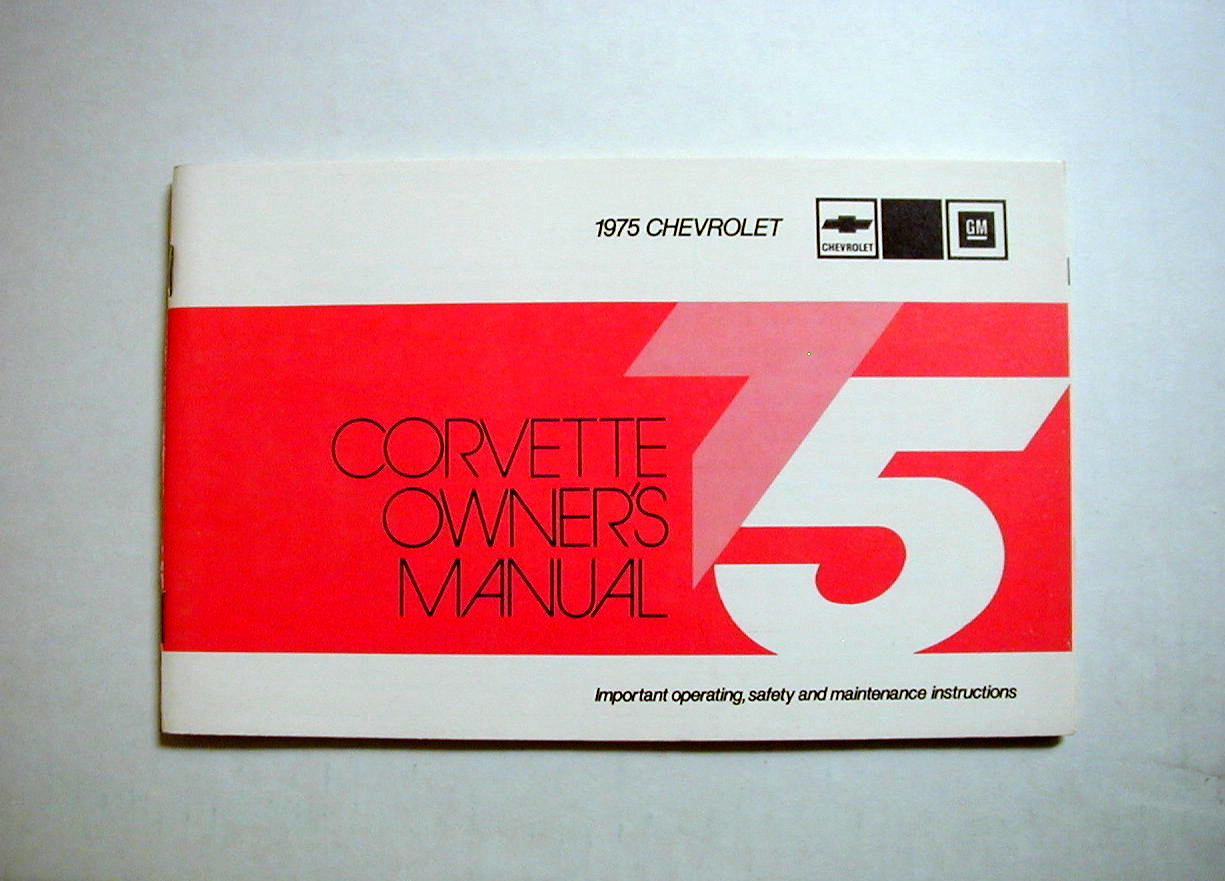 1975 CHEVROLET
CHEVROLET
GM
75
CORVETTE
OWNER'S
MANUAL
Important operating, safety and maintenance instructions